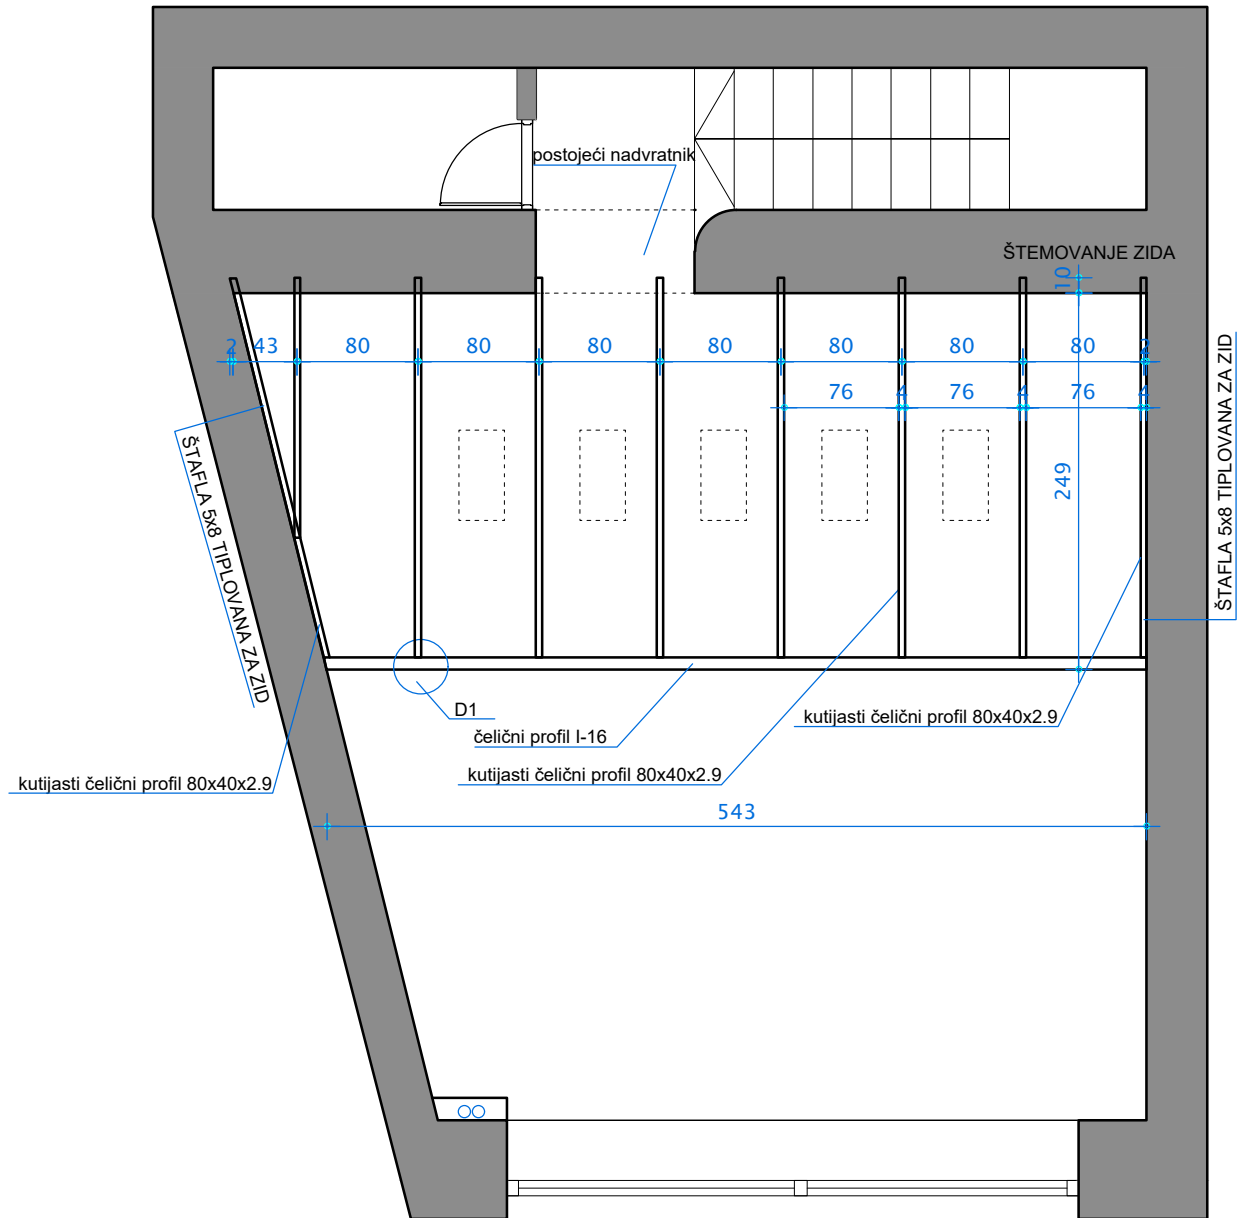 postojeći nadvratnik
ŠTEMOVANJE ZIDA
10
2 43 80 80 80 80 80 80 80 2
76 4 76 4 76 4
249
ŠTAFLA 5x8 TIPLOVANA ZA ZID
ŠTAFLA 5x8 TIPLOVANA ZA ZID
D1
čelični profil I-16
kutijasti čelični profil 80x40x2.9
kutijasti čelični profil 80x40x2.9
kutijasti čelični profil 80x40x2.9
543